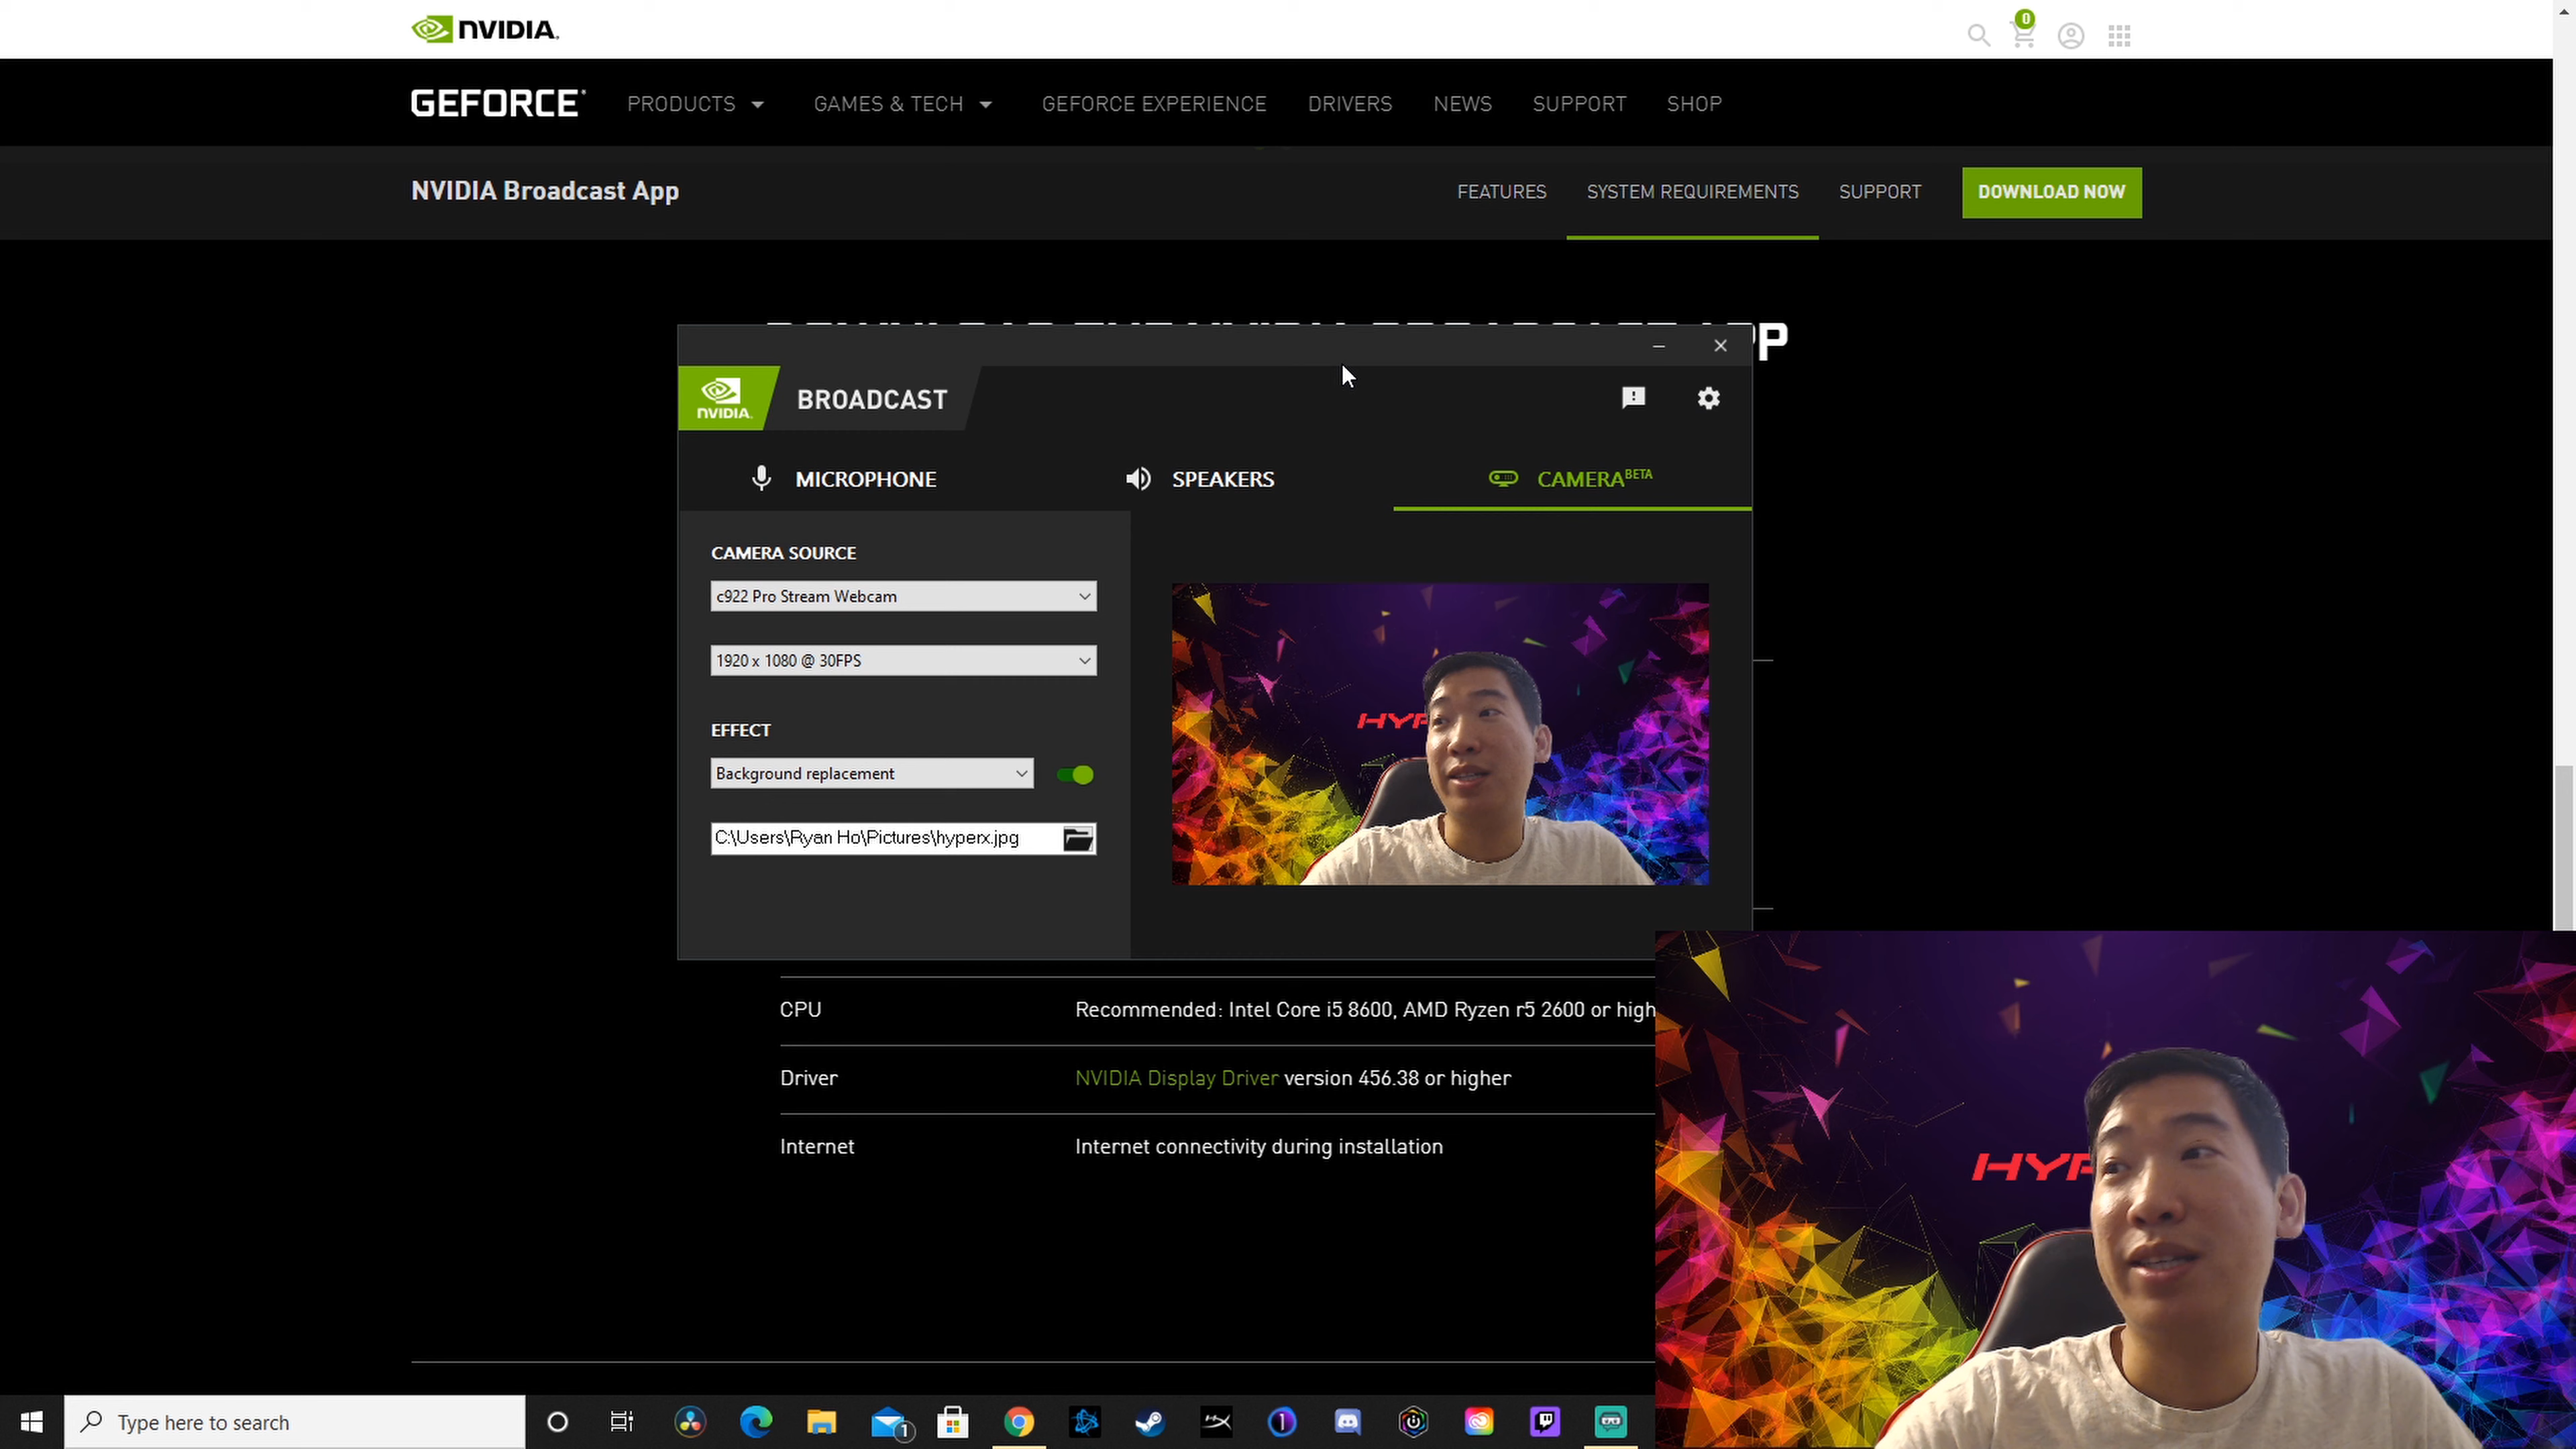 NVIDIA.
0
GEFORCE
PRODUCTS
GAMES & TECH
GEFORCE EXPERIENCE
DRIVERS
NEWS
SUPPORT
SHOP
NVIDIA Broadcast App
FEATURES
SYSTEM REQUIREMENTS
SUPPORT
DOWNLOAD NOW
NVIDIA.
BROADCAST
MICROPHONE
SPEAKERS
CAMERA BETA
CAMERA SOURCE
c922 Pro Stream Webcam
1920 x 1080 @ 30FPS
EFFECT
Background replacement
C:\Users\Ryan Ho\Pictures\hyperx.jpg
HYP
CPU
Recommended: Intel Core i5 8600, AMD Ryzen r5 2600 or high
Driver
NVIDIA Display Driver version 456.38 or higher
Internet
Internet connectivity during installation
HYP
Type here to search
1